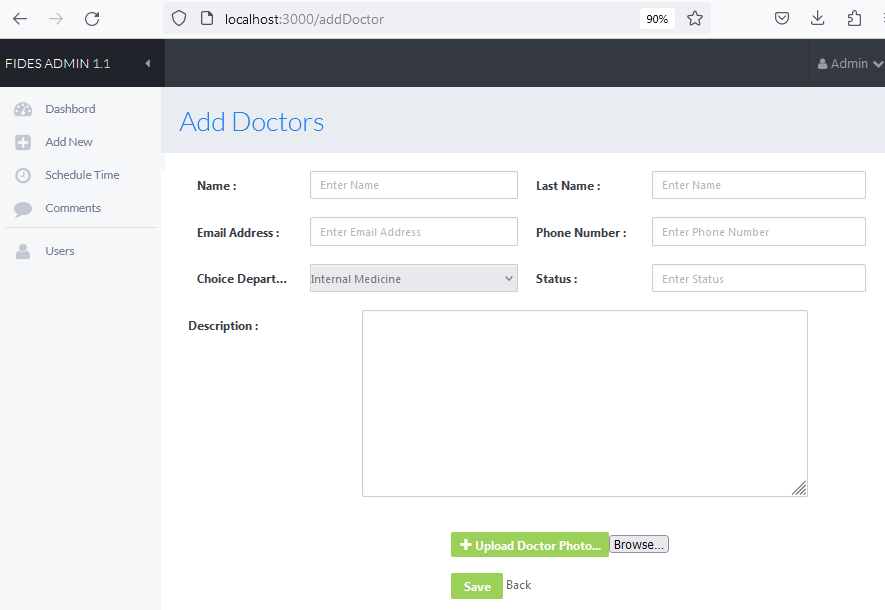 localhost:3000/addDoctor 90%
FIDES ADMIN 1.1 Admin
Dashbord
Add New
Schedule Time
Comments
Users
Add Doctors
Name : Enter Name Last Name : Enter Name
Email Address : Enter Email Address Phone Number : Enter Phone Number
Choice Depart... Internal Medicine Status : Enter Status
Description :
Upload Doctor Photo... Browse...
Save Back